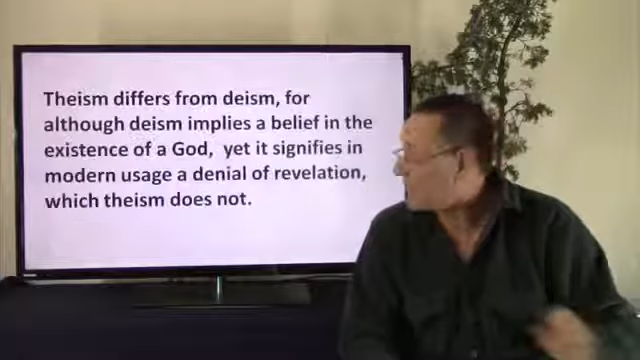 Theism differs from deism, for
although deism implies a belief in the
existence of a God, yet it signifies in
modern usage a denial of revelation,
which theism does not.